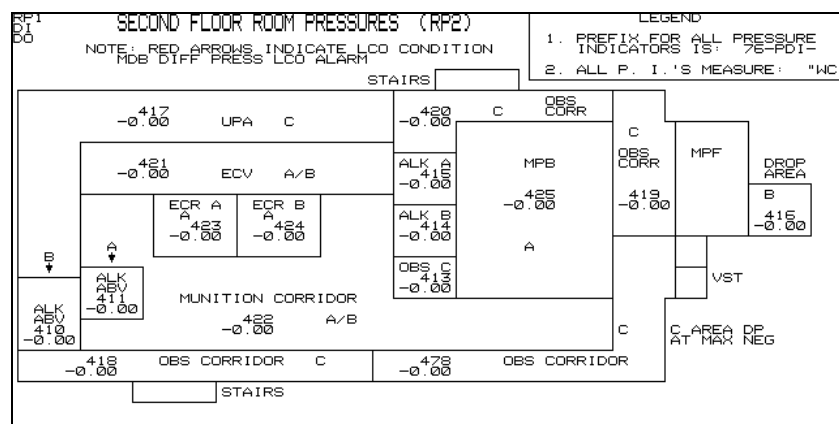 RP1
DI
DO
SECOND FLOOR ROOM PRESSURES (RP2)
NOTE: RED ARROWS INDICATE LCO CONDITION
MDB DIFF PRESS LCO ALARM
LEGEND
1. PREFIX FOR ALL PRESSURE
INDICATORS IS: 76-PDI-
2. ALL P. I.'S MEASURE: "WC
STAIRS
417
-0.00 UPA C
420
-0.00
C OBS
CORR
421
-0.00 ECV A/B
ALK A
415
-0.00
MPB
425
-0.00
A
C
OBS
CORR
419
-0.00
MPF
DROP
AREA
B
416
-0.00
ECR A
A
423
-0.00
ECR B
A
424
-0.00
ALK B
414
-0.00
OBS C
413
-0.00
B
A
ALK
ABV
411
-0.00
ALK
ABV
410
-0.00
MUNITION CORRIDOR
422
-0.00 A/B
VST
C
C AREA DP
AT MAX NEG
418
-0.00
OBS CORRIDOR C
478
-0.00
OBS CORRIDOR
STAIRS